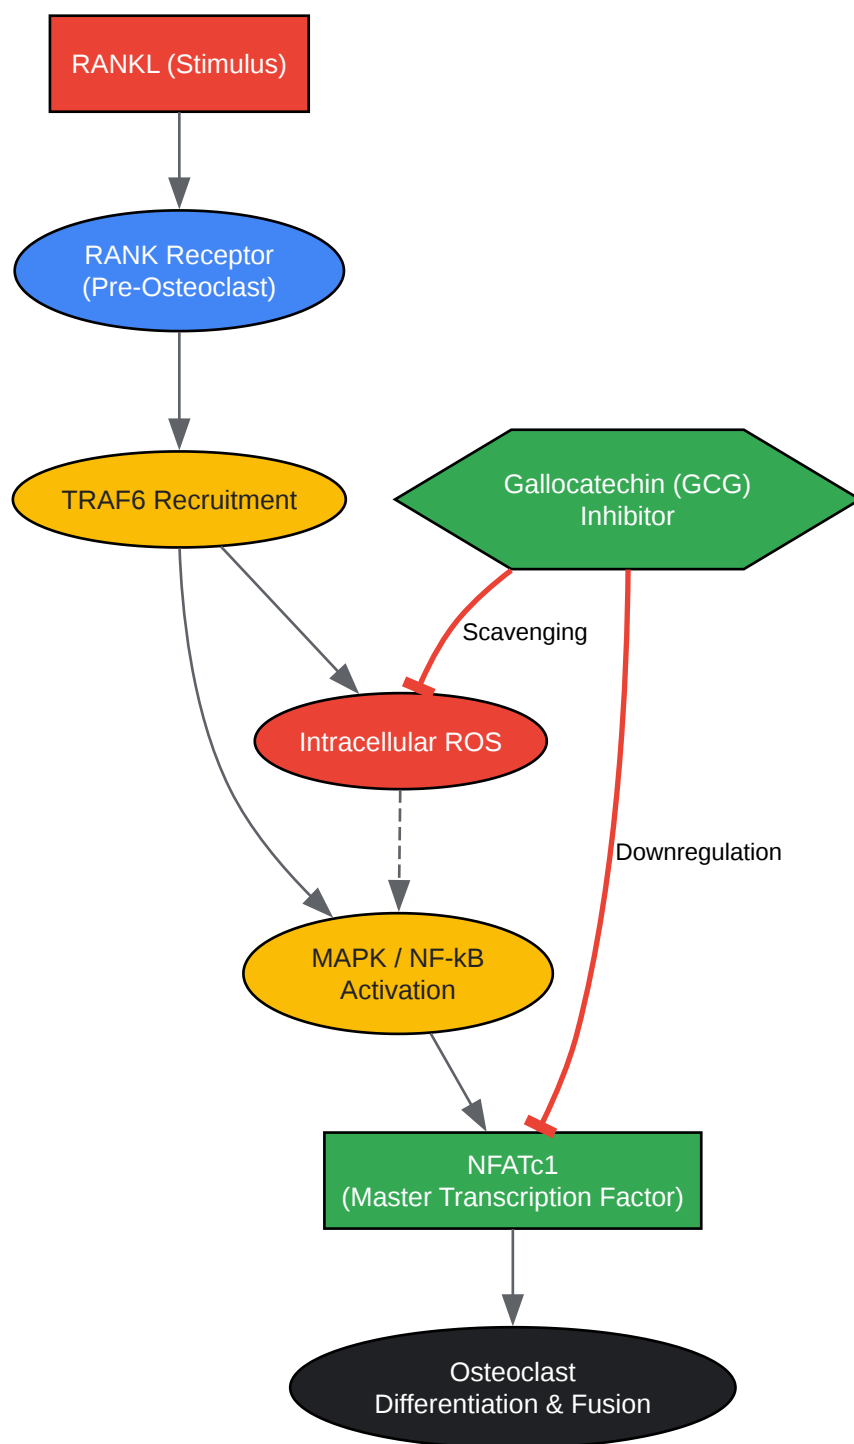 RANKL (Stimulus)
RANK Receptor
(Pre-Osteoclast)
TRAF6 Recruitment
Gallocatechin (GCG)
Inhibitor
Scavenging
Intracellular ROS
Downregulation
MAPK / NF-kB
Activation
NFATc1
(Master Transcription Factor)
Osteoclast
Differentiation & Fusion